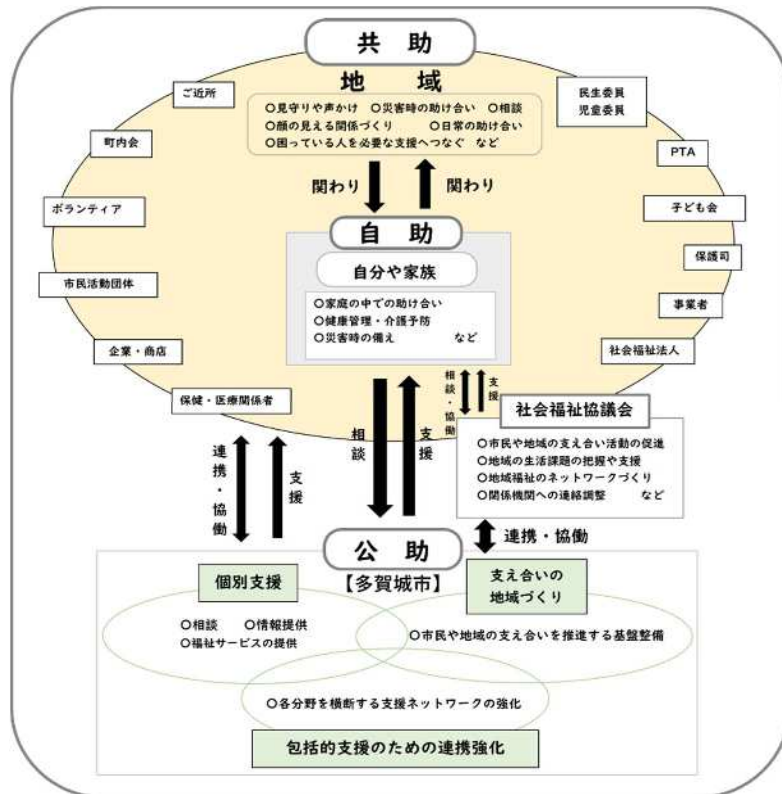 共 助
地 域
○見守りや声かけ ○災害時の助け合い ○相談
○顔の見える関係づくり ○日常の助け合い
○困っている人を必要な支援へつなぐ など
ご近所
町内会
ボランティア
市民活動団体
企業・商店
保健・医療関係者
民生委員
児童委員
PTA
子ども会
保護司
事業者
社会福祉法人
関わり
関わり
自 助
自分や家族
○家庭の中での助け合い
○健康管理・介護予防
○災害時の備え など
相談・協働
支援
社会福祉協議会
○市民や地域の支え合い活動の促進
○地域の生活課題の把握や支援
○地域福祉のネットワークづくり
○関係機関への連絡調整 など
連携・協働
支援
相談
支援
連携・協働
公 助
【多賀城市】
個別支援
○相談 ○情報提供
○福祉サービスの提供
支え合いの
地域づくり
○市民や地域の支え合いを推進する基盤整備
○各分野を横断する支援ネットワークの強化
包括的支援のための連携強化